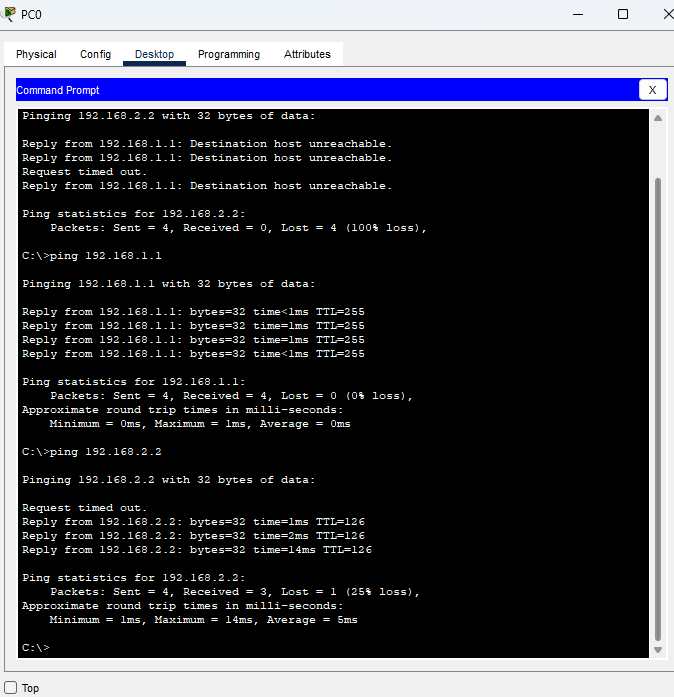 PC0
Physical Config Desktop Programming Attributes
Command Prompt X
Pinging 192.168.2.2 with 32 bytes of data:
Reply from 192.168.1.1: Destination host unreachable.
Reply from 192.168.1.1: Destination host unreachable.
Request timed out.
Reply from 192.168.1.1: Destination host unreachable.
Ping statistics for 192.168.2.2:
Packets: Sent = 4, Received = 0, Lost = 4 (100% loss),
C:\>ping 192.168.1.1
Pinging 192.168.1.1 with 32 bytes of data:
Reply from 192.168.1.1: bytes=32 time<1ms TTL=255
Reply from 192.168.1.1: bytes=32 time=1ms TTL=255
Reply from 192.168.1.1: bytes=32 time=1ms TTL=255
Reply from 192.168.1.1: bytes=32 time<1ms TTL=255
Ping statistics for 192.168.1.1:
Packets: Sent = 4, Received = 4, Lost = 0 (0% loss),
Approximate round trip times in milli-seconds:
Minimum = 0ms, Maximum = 1ms, Average = 0ms
C:\>ping 192.168.2.2
Pinging 192.168.2.2 with 32 bytes of data:
Request timed out.
Reply from 192.168.2.2: bytes=32 time=1ms TTL=126
Reply from 192.168.2.2: bytes=32 time=2ms TTL=126
Reply from 192.168.2.2: bytes=32 time=14ms TTL=126
Ping statistics for 192.168.2.2:
Packets: Sent = 4, Received = 3, Lost = 1 (25% loss),
Approximate round trip times in milli-seconds:
Minimum = 1ms, Maximum = 14ms, Average = 5ms
C:\>
Top